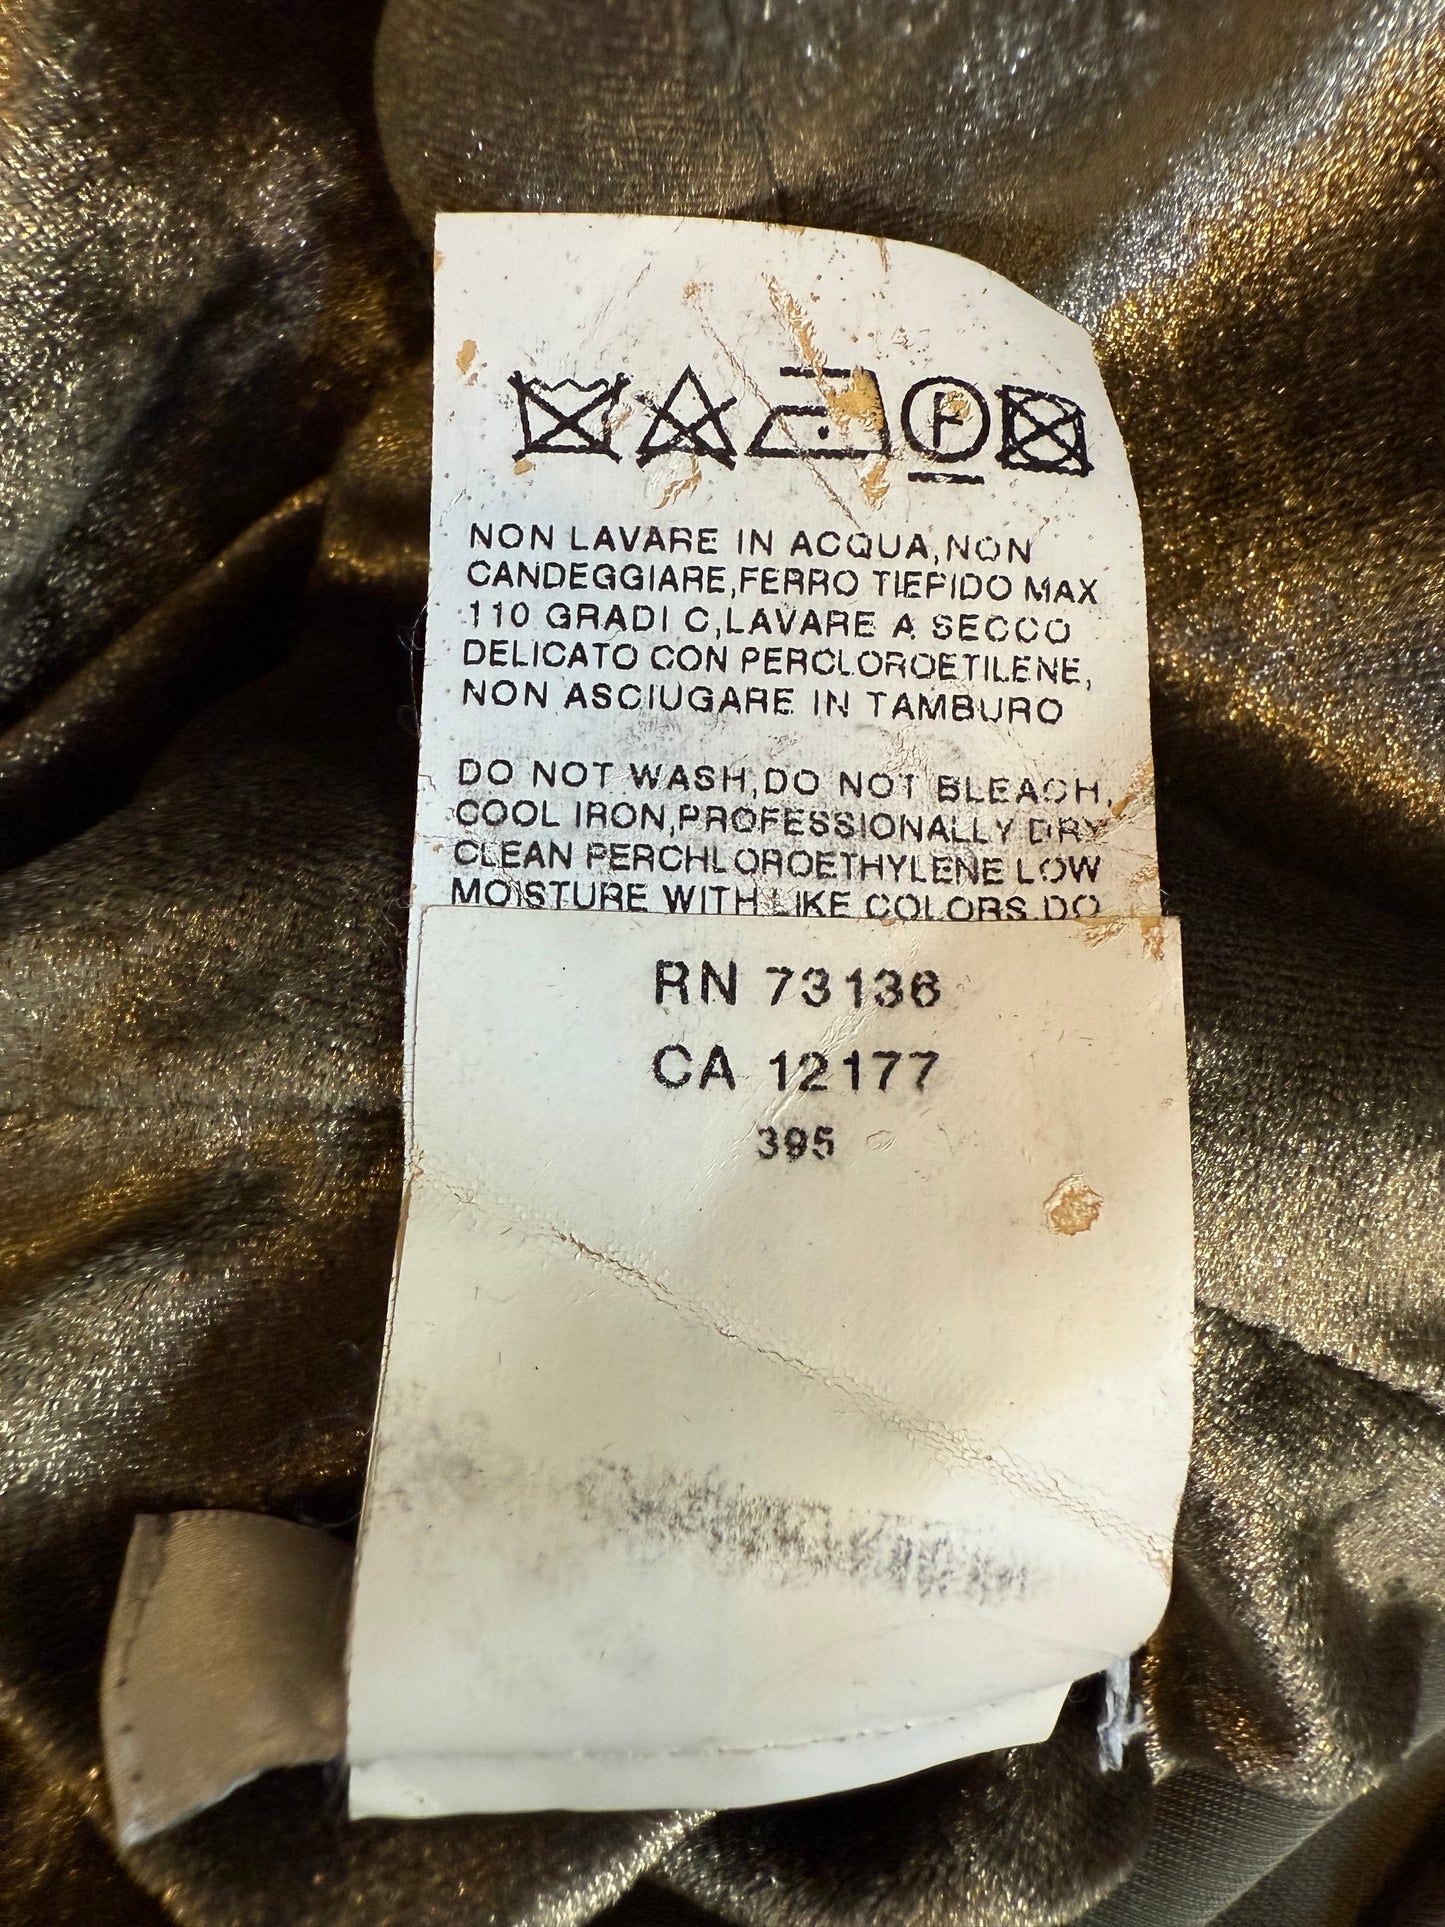 F
NON LAVARE IN ACQUA,NON
CANDEGGIARE,FERRO TIEPIDO MAX
110 GRADI C,LAVARE A SECCO
DELICATO CON PERCLOROETILENE,
NON ASCIUGARE IN TAMBURO
DO NOT WASH,DO NOT BLEACH,
COOL IRON,PROFESSIONALLY DRY
CLEAN PERCHLOROETHYLENE LOW
MOISTURE WITH LIKE COLORS,DO
RN 73136
CA 12177
395